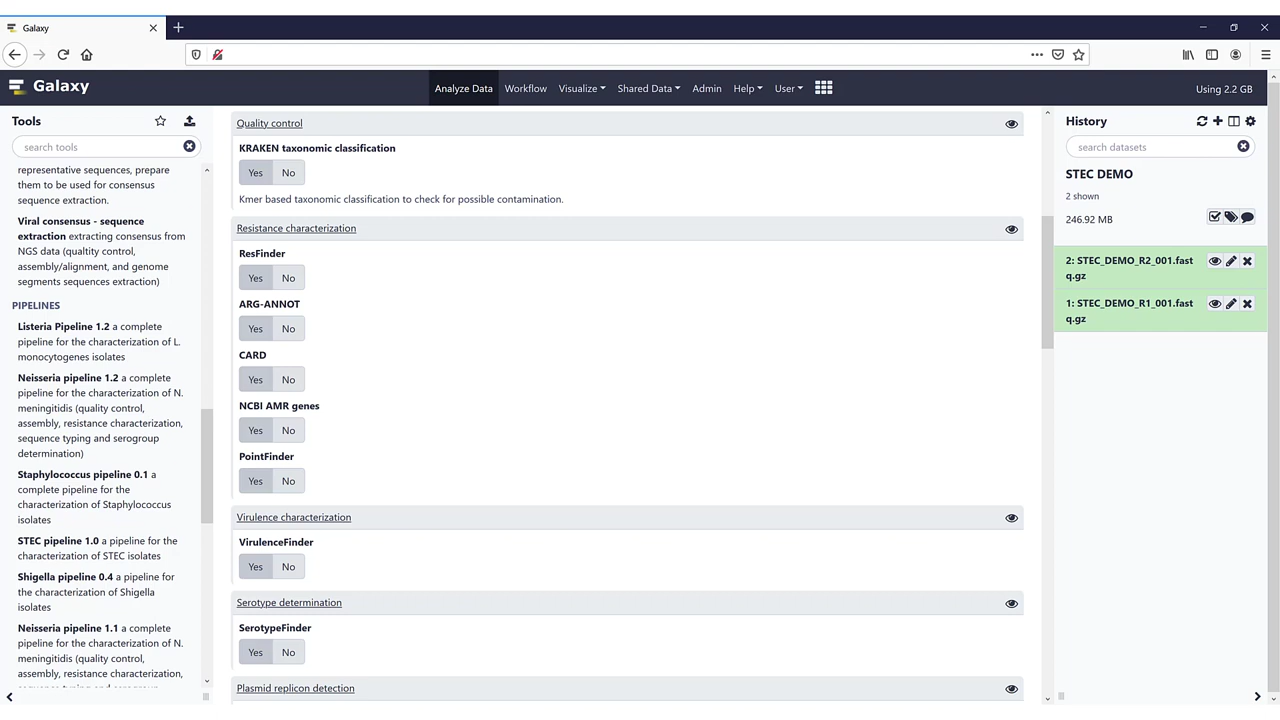 Galaxy
Galaxy
Analyze Data
Workflow
Visualize
Shared Data
Admin
Help
User
Using 2.2 GB
Tools
search tools
representative sequences, prepare
them to be used for consensus
sequence extraction.
Viral consensus - sequence
extraction extracting consensus from
NGS data (qualtity control,
assembly/alignment, and genome
segments sequences extraction)
PIPELINES
Listeria Pipeline 1.2 a complete
pipeline for the characterization of L.
monocytogenes isolates
Neisseria pipeline 1.2 a complete
pipeline for the characterization of N.
meningitidis (quality control,
assembly, resistance characterization,
sequence typing and serogroup
determination)
Staphylococcus pipeline 0.1 a
complete pipeline for the
characterization of Staphylococcus
isolates
STEC pipeline 1.0 a pipeline for the
characterization of STEC isolates
Shigella pipeline 0.4 a pipeline for
the characterization of Shigella
isolates
Neisseria pipeline 1.1 a complete
pipeline for the characterization of N.
meningitidis (quality control,
assembly, resistance characterization,
sequence typing and serogroup
Quality control
KRAKEN taxonomic classification
Yes No
Kmer based taxonomic classification to check for possible contamination.
Resistance characterization
ResFinder
Yes No
ARG-ANNOT
Yes No
CARD
Yes No
NCBI AMR genes
Yes No
PointFinder
Yes No
Virulence characterization
VirulenceFinder
Yes No
Serotype determination
SerotypeFinder
Yes No
Plasmid replicon detection
History
search datasets
STEC DEMO
2 shown
246.92 MB
2: STEC_DEMO_R2_001.fast
q.gz
1: STEC_DEMO_R1_001.fast
q.gz